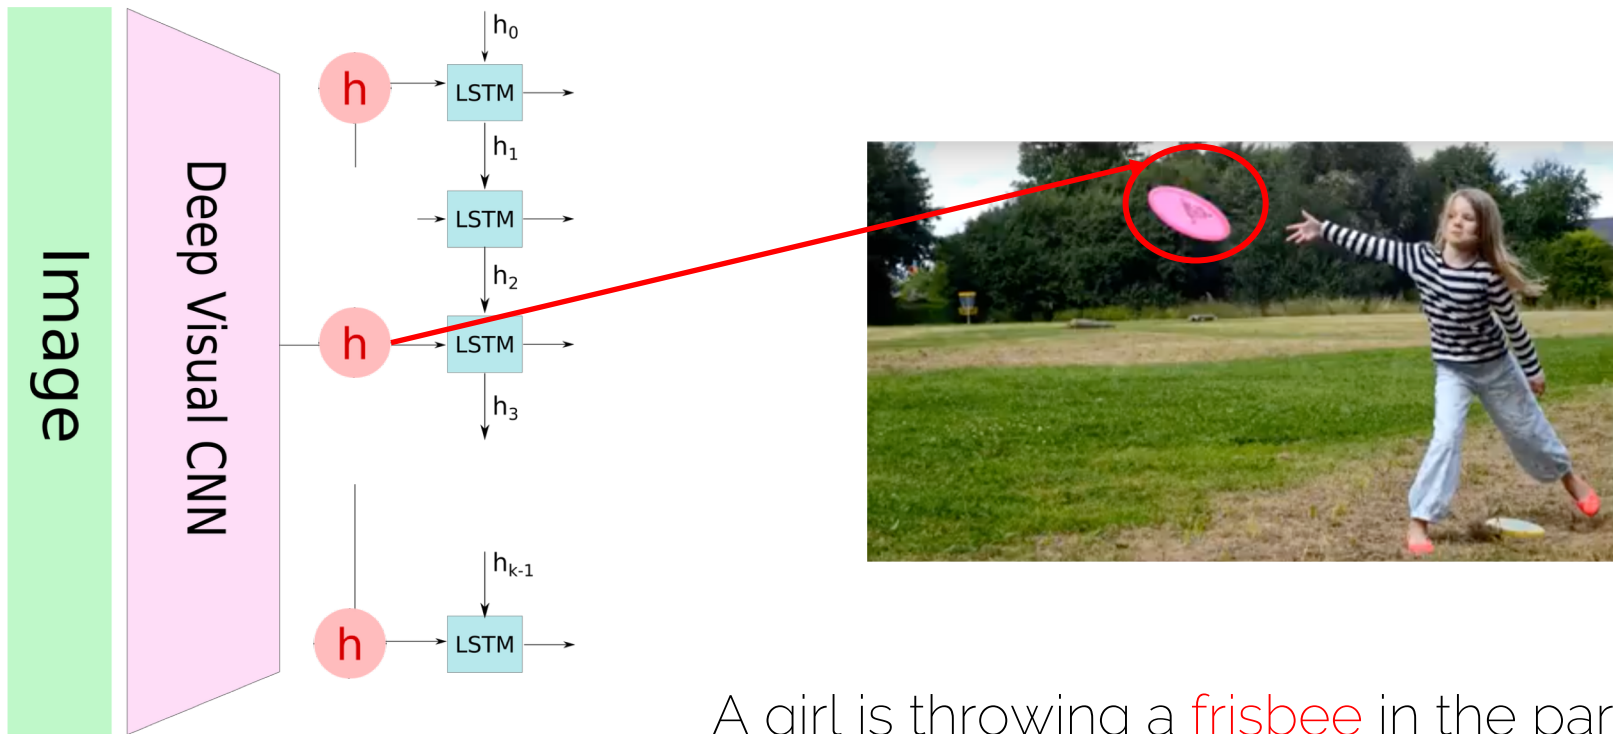 Image
Deep Visual CNN
h
h0
LSTM
h1
LSTM
h2
h
LSTM
h3
hk-1
h
LSTM
A girl is throwing a frisbee in the par